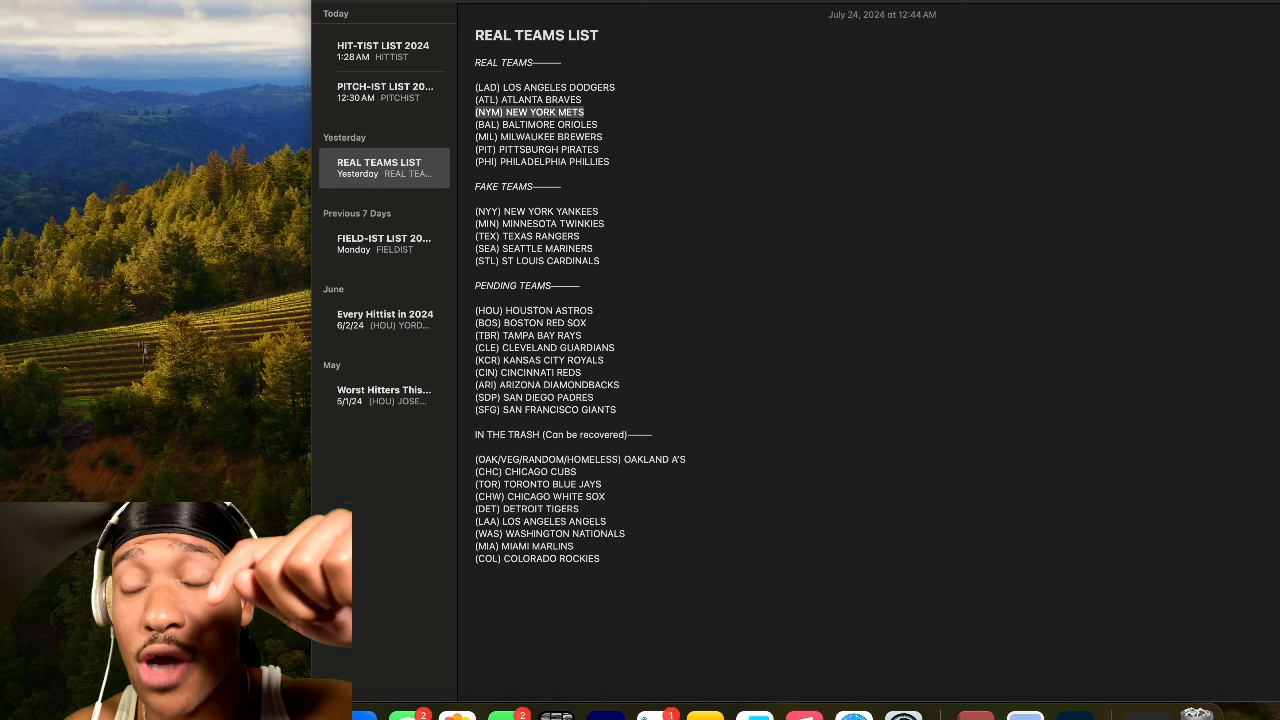 Today
HIT-TIST LIST 2024
1:28 AM HITTIST
PITCH-IST LIST 20...
12:30 AM PITCHIST
Yesterday
REAL TEAMS LIST
Yesterday REAL TEA...
Previous 7 Days
FIELD-IST LIST 20...
Monday FIELDIST
June
Every Hittist in 2024
6/2/24 (HOU) YORD...
May
Worst Hitters This...
5/1/24 (HOU) JOSE...
July 24, 2024 at 12:44 AM
REAL TEAMS LIST
REAL TEAMS———
(LAD) LOS ANGELES DODGERS
(ATL) ATLANTA BRAVES
(NYM) NEW YORK METS
(BAL) BALTIMORE ORIOLES
(MIL) MILWAUKEE BREWERS
(PIT) PITTSBURGH PIRATES
(PHI) PHILADELPHIA PHILLIES
FAKE TEAMS———
(NYY) NEW YORK YANKEES
(MIN) MINNESOTA TWINKIES
(TEX) TEXAS RANGERS
(SEA) SEATTLE MARINERS
(STL) ST LOUIS CARDINALS
PENDING TEAMS———
(HOU) HOUSTON ASTROS
(BOS) BOSTON RED SOX
(TBR) TAMPA BAY RAYS
(CLE) CLEVELAND GUARDIANS
(KCR) KANSAS CITY ROYALS
(CIN) CINCINNATI REDS
(ARI) ARIZONA DIAMONDBACKS
(SDP) SAN DIEGO PADRES
(SFG) SAN FRANCISCO GIANTS
IN THE TRASH (Can be recovered)———
(OAK/VEG/RANDOM/HOMELESS) OAKLAND A'S
(CHC) CHICAGO CUBS
(TOR) TORONTO BLUE JAYS
(CHW) CHICAGO WHITE SOX
(DET) DETROIT TIGERS
(LAA) LOS ANGELES ANGELS
(WAS) WASHINGTON NATIONALS
(MIA) MIAMI MARLINS
(COL) COLORADO ROCKIES
2 2 1